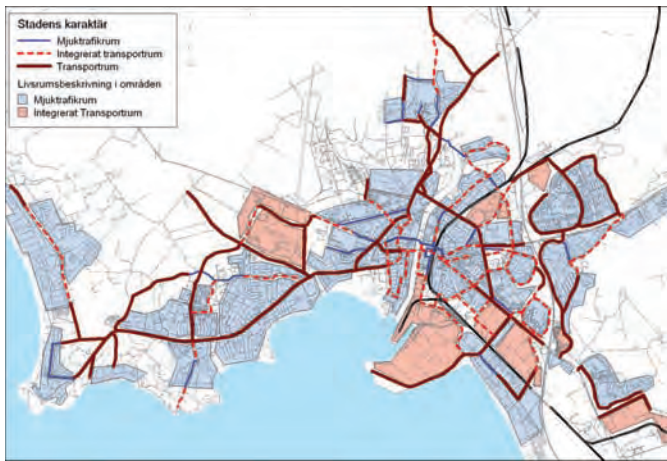 Stadens karaktär
Mjuktrafikrum
Integrerat transportrum
Transportrum
Livsrumsbeskrivning i områden
Mjuktrafikrum
Integrerat Transportrum